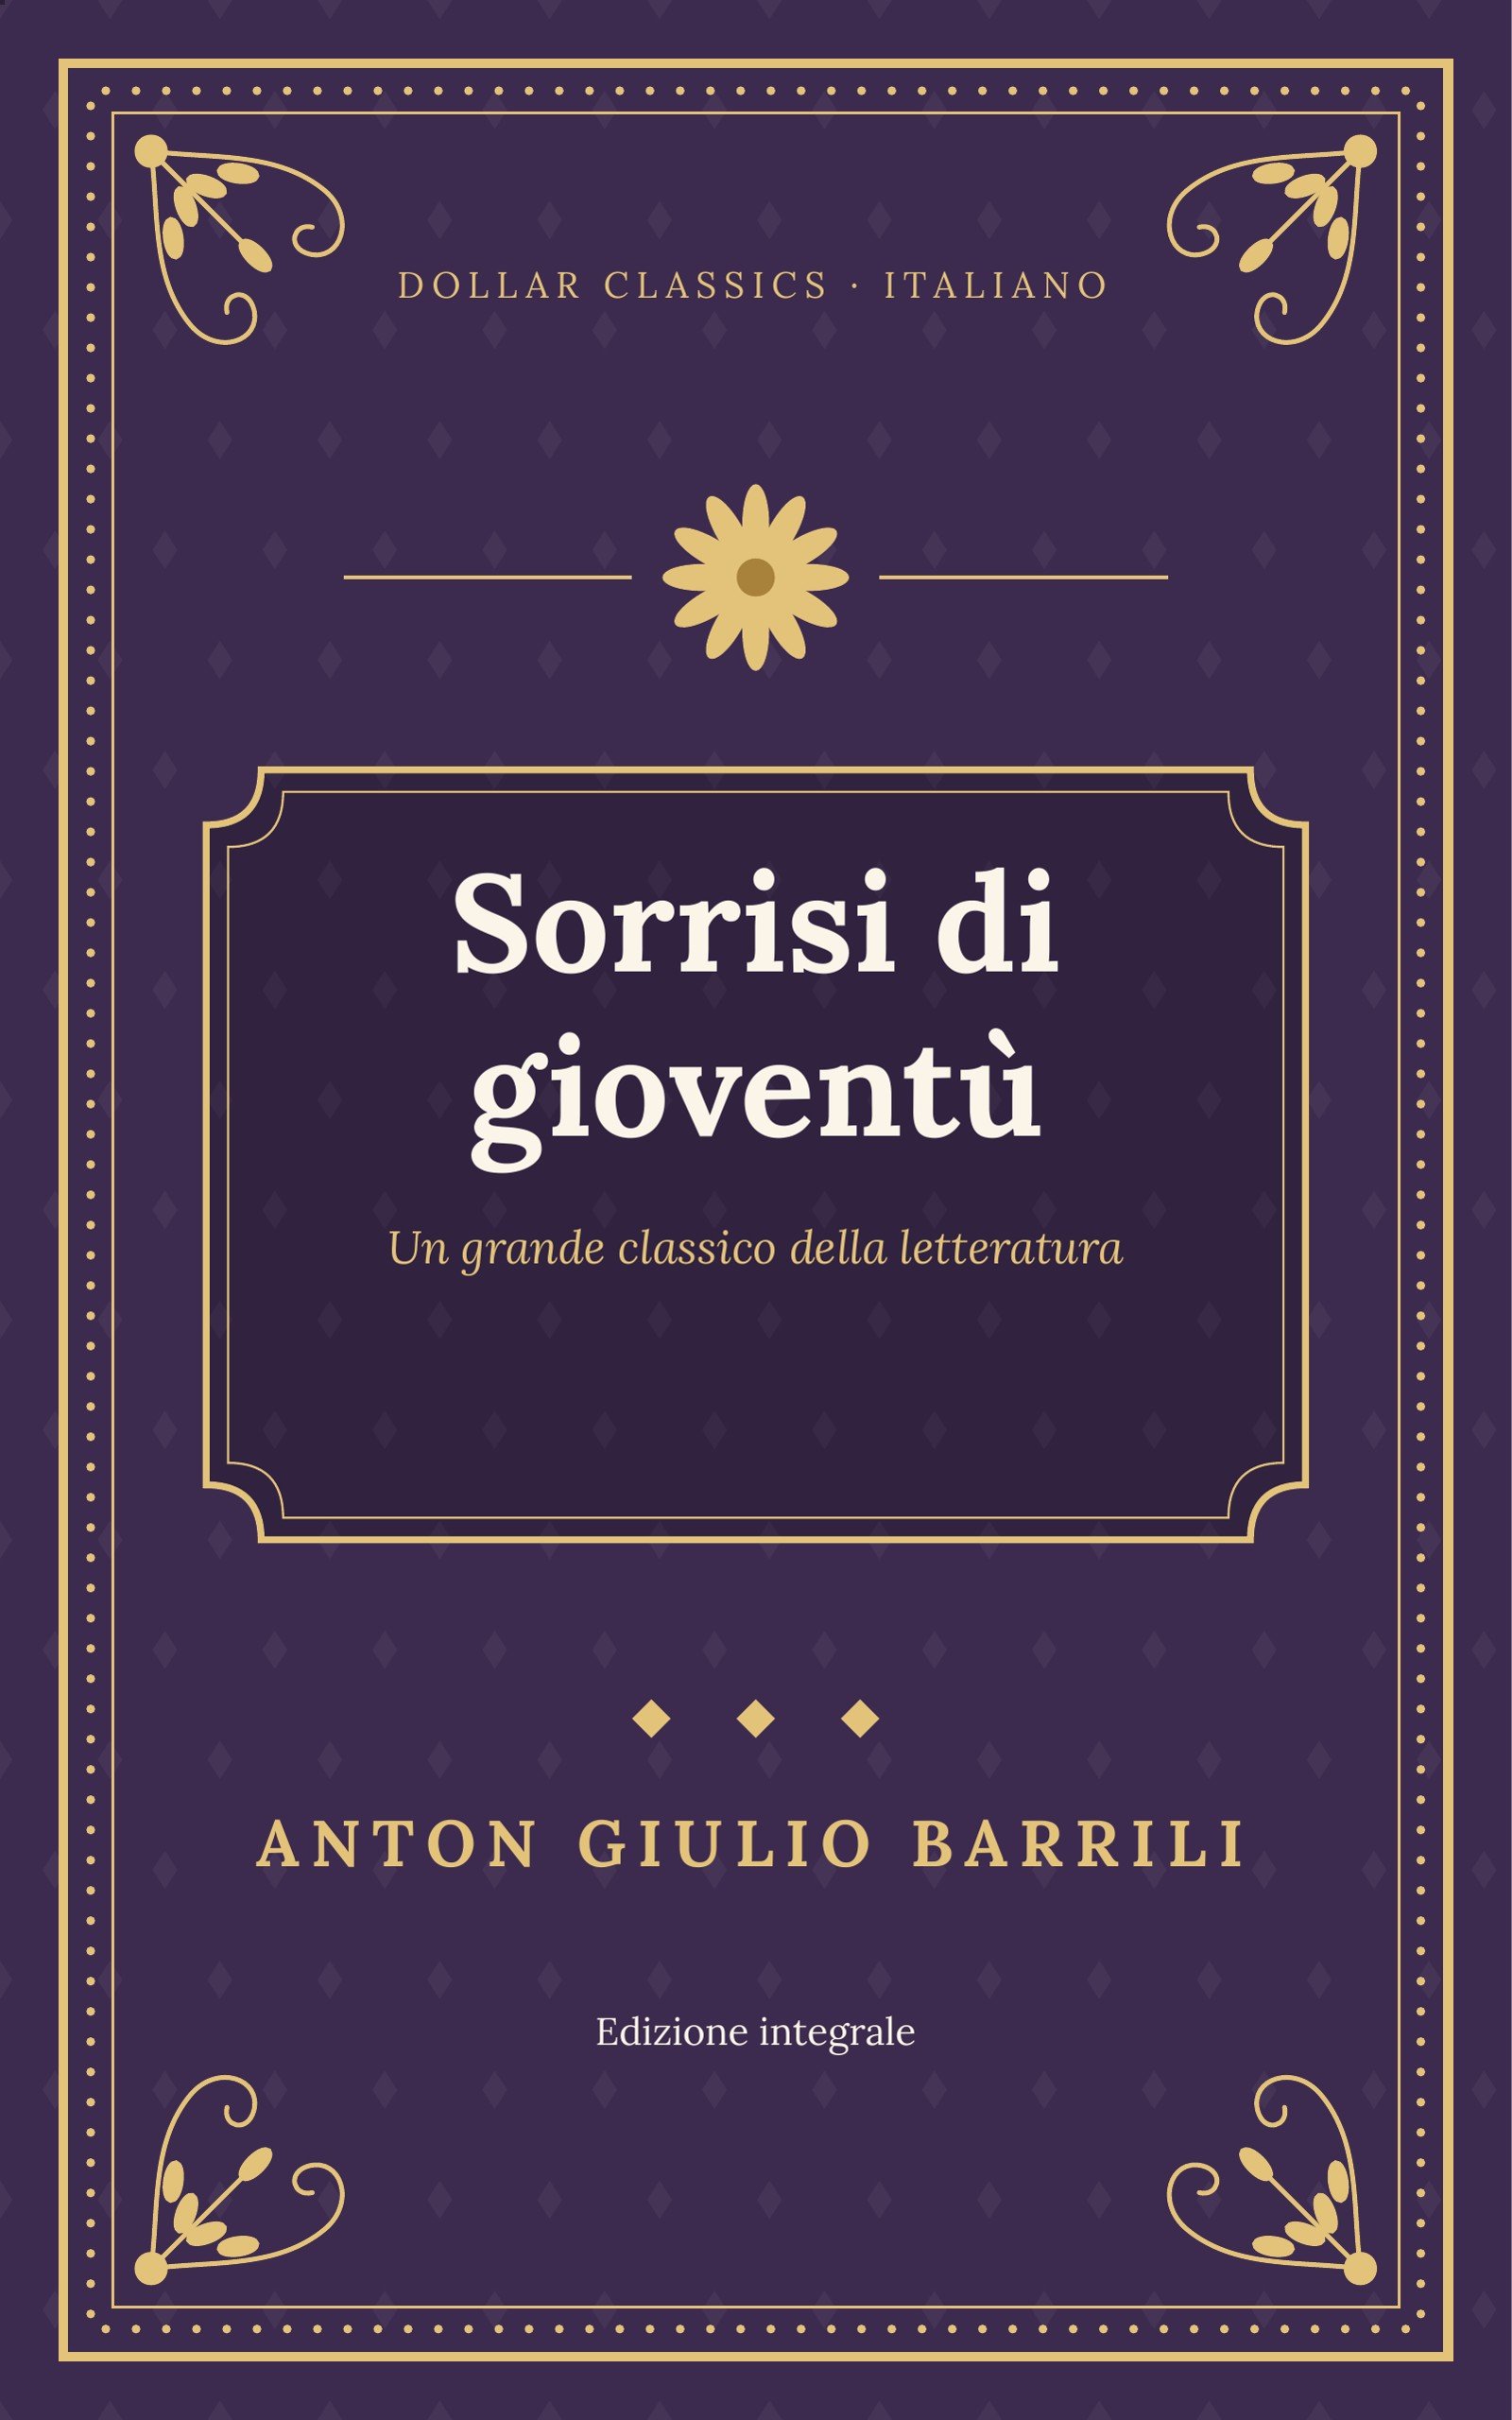 DOLLAR CLASSICS · ITALIANO
Sorrisi di
gioventù
Un grande classico della letteratura
ANTON GIULIO BARRILI
Edizione integrale